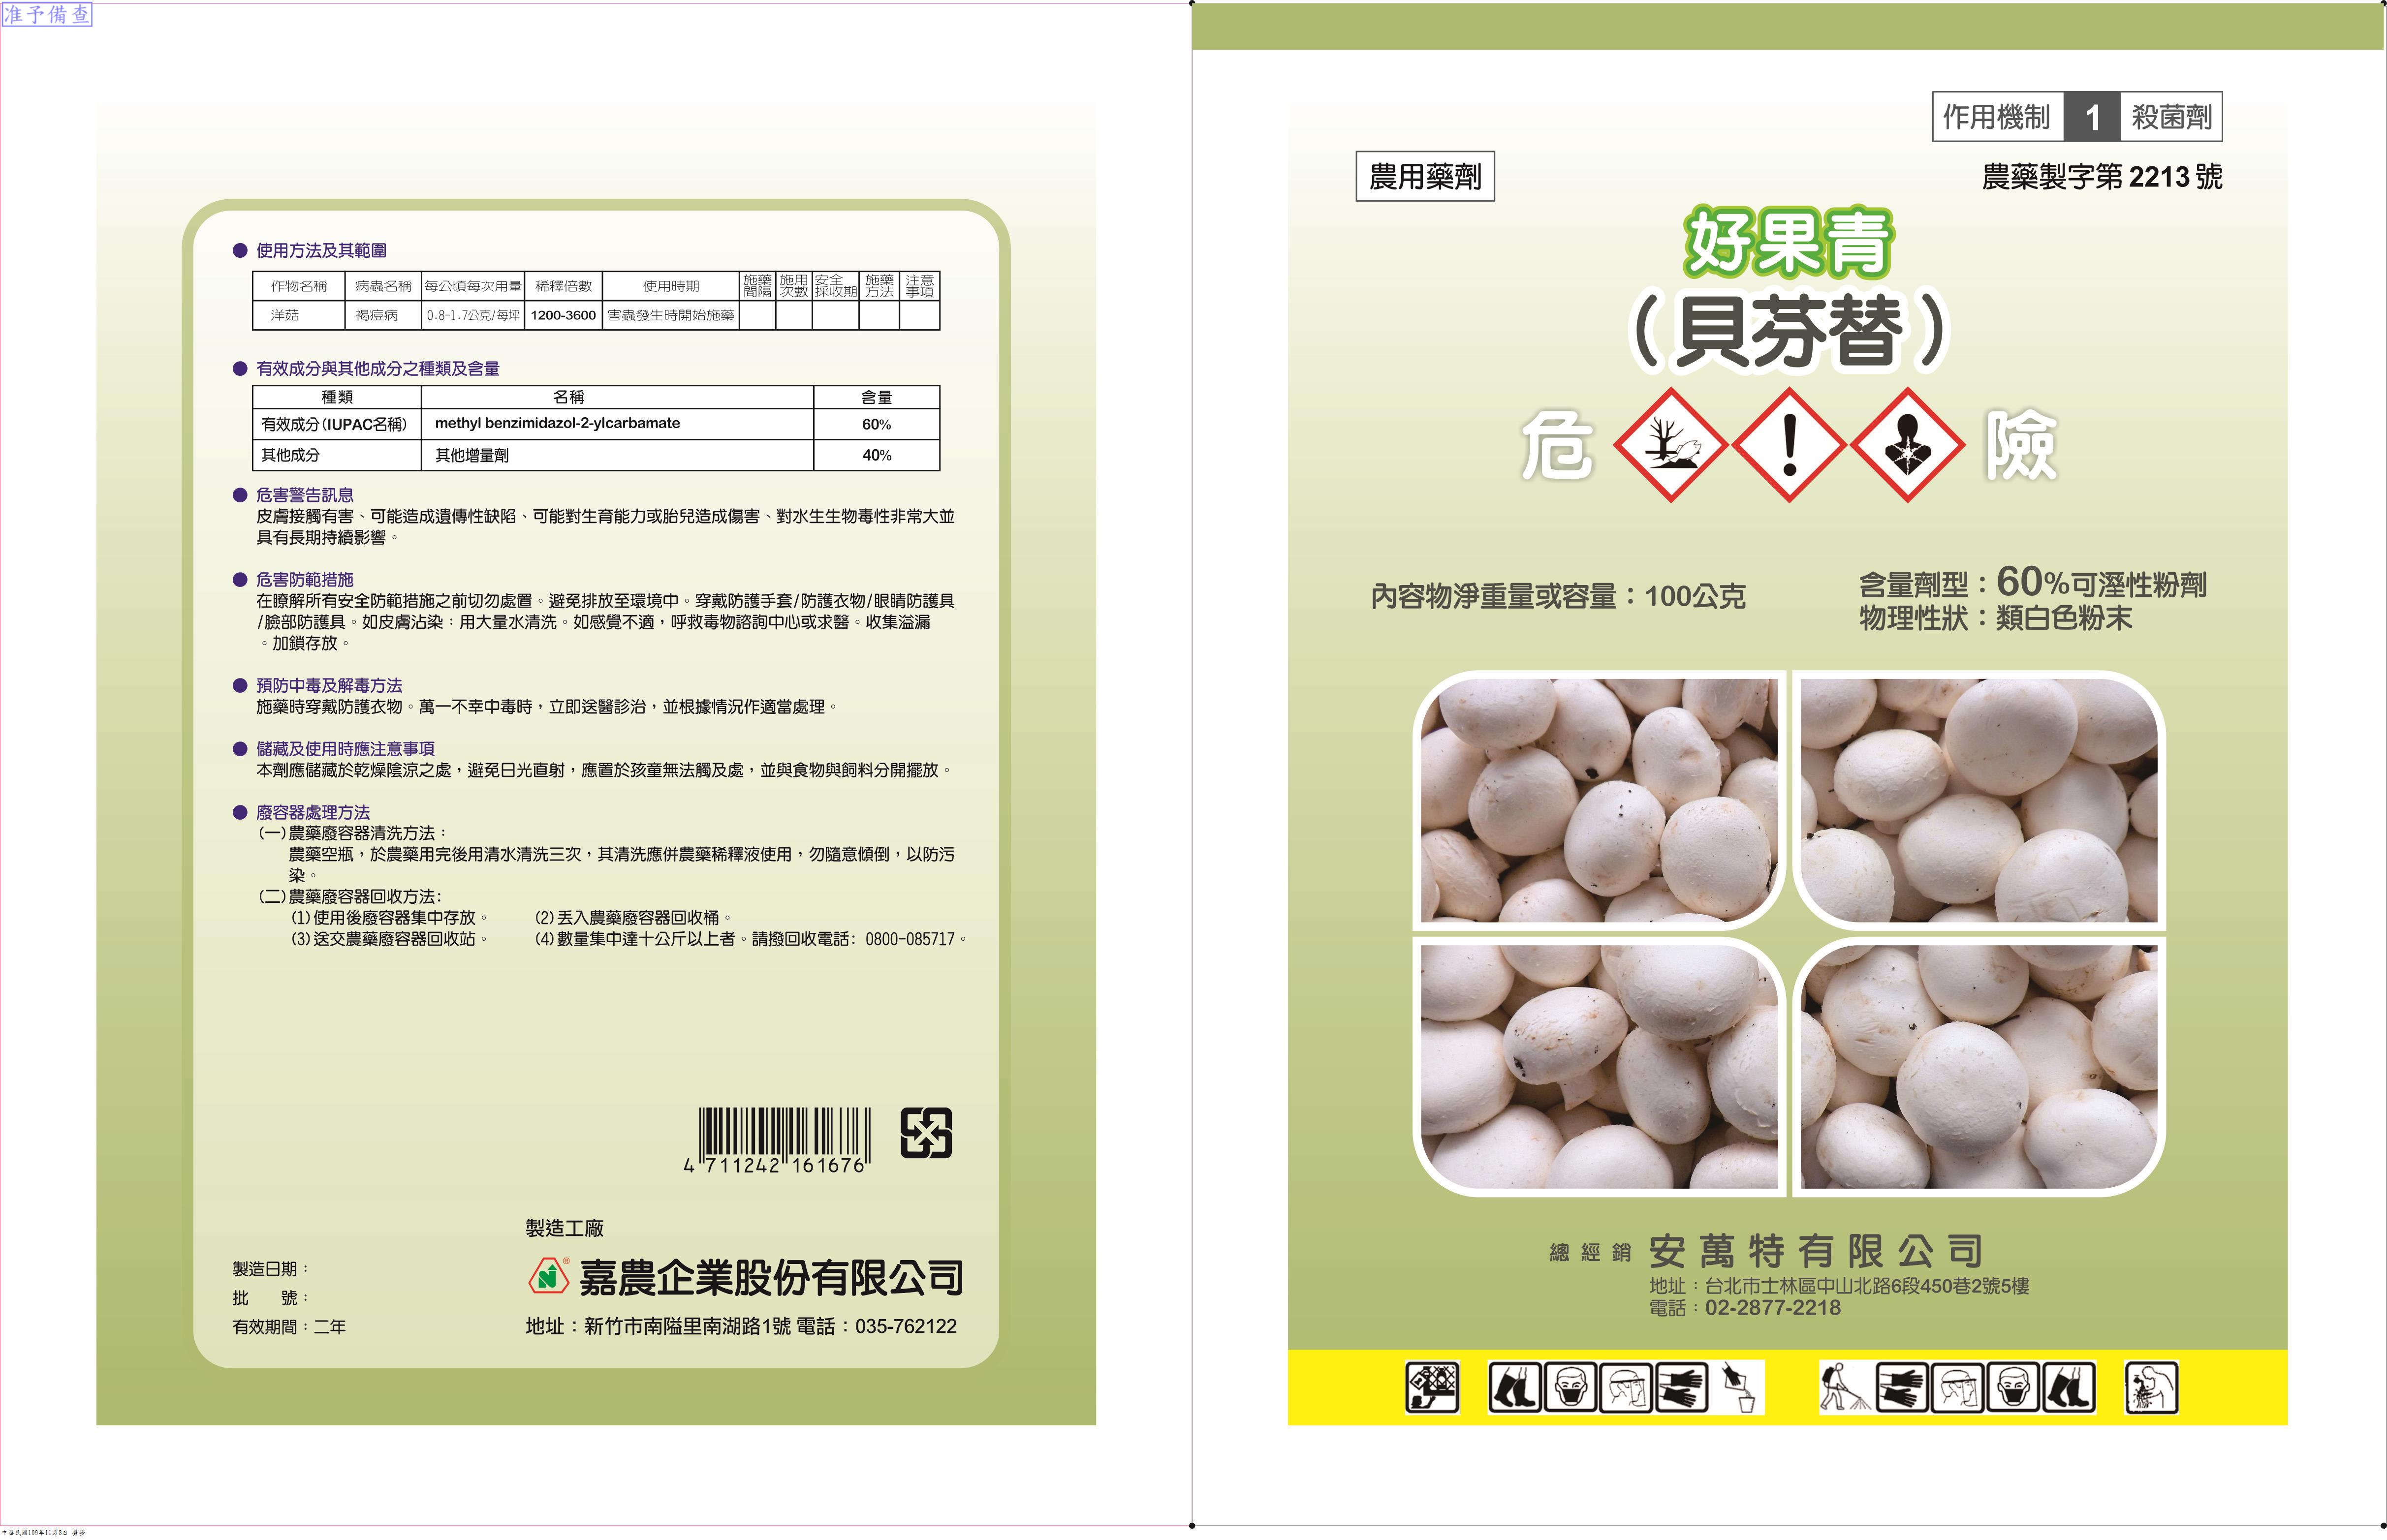 准予備查
使用方法及其範圍
作物名稱 病蟲名稱 每公頃每次用量 稀釋倍數 使用時期 施藥間隔 施用次數 安全採收期 施藥方法 注意事項
洋菇 褐痘病 0.8-1.7公克/每坪 1200-3600 害蟲發生時開始施藥
有效成分與其他成分之種類及含量
種類 名稱 含量
有效成分(IUPAC名稱) methyl benzimidazol-2-ylcarbamate 60%
其他成分 其他增量劑 40%
危害警告訊息
皮膚接觸有害、可能造成遺傳性缺陷、可能對生育能力或胎兒造成傷害、對水生生物毒性非常大並
具有長期持續影響。
危害防範措施
在瞭解所有安全防範措施之前切勿處置。避免排放至環境中。穿戴防護手套/防護衣物/眼睛防護具
/臉部防護具。如皮膚沾染：用大量水清洗。如感覺不適，呼救毒物諮詢中心或求醫。收集溢漏
。加鎖存放。
預防中毒及解毒方法
施藥時穿戴防護衣物。萬一不幸中毒時，立即送醫診治，並根據情況作適當處理。
儲藏及使用時應注意事項
本劑應儲藏於乾燥陰涼之處，避免日光直射，應置於孩童無法觸及處，並與食物與飼料分開擺放。
廢容器處理方法
(一)農藥廢容器清洗方法：
農藥空瓶，於農藥用完後用清水清洗三次，其清洗應併農藥稀釋液使用，勿隨意傾倒，以防污
染。
(二)農藥廢容器回收方法:
(1)使用後廢容器集中存放。 (2)丟入農藥廢容器回收桶。
(3)送交農藥廢容器回收站。 (4)數量集中達十公斤以上者。請撥回收電話: 0800-085717。
4 711242 161676
製造工廠
N ® 嘉農企業股份有限公司
地址：新竹市南隘里南湖路1號 電話：035-762122
製造日期：
批 號：
有效期間：二年
中華民國109年11月3日 簽發
作用機制 1 殺菌劑
農用藥劑
農藥製字第 2213 號
好果青
(貝芬替)
危 險
內容物淨重量或容量：100公克
含量劑型：60%可溼性粉劑
物理性狀：類白色粉末
總經銷 安萬特有限公司
地址：台北市士林區中山北路6段450巷2號5樓
電話：02-2877-2218